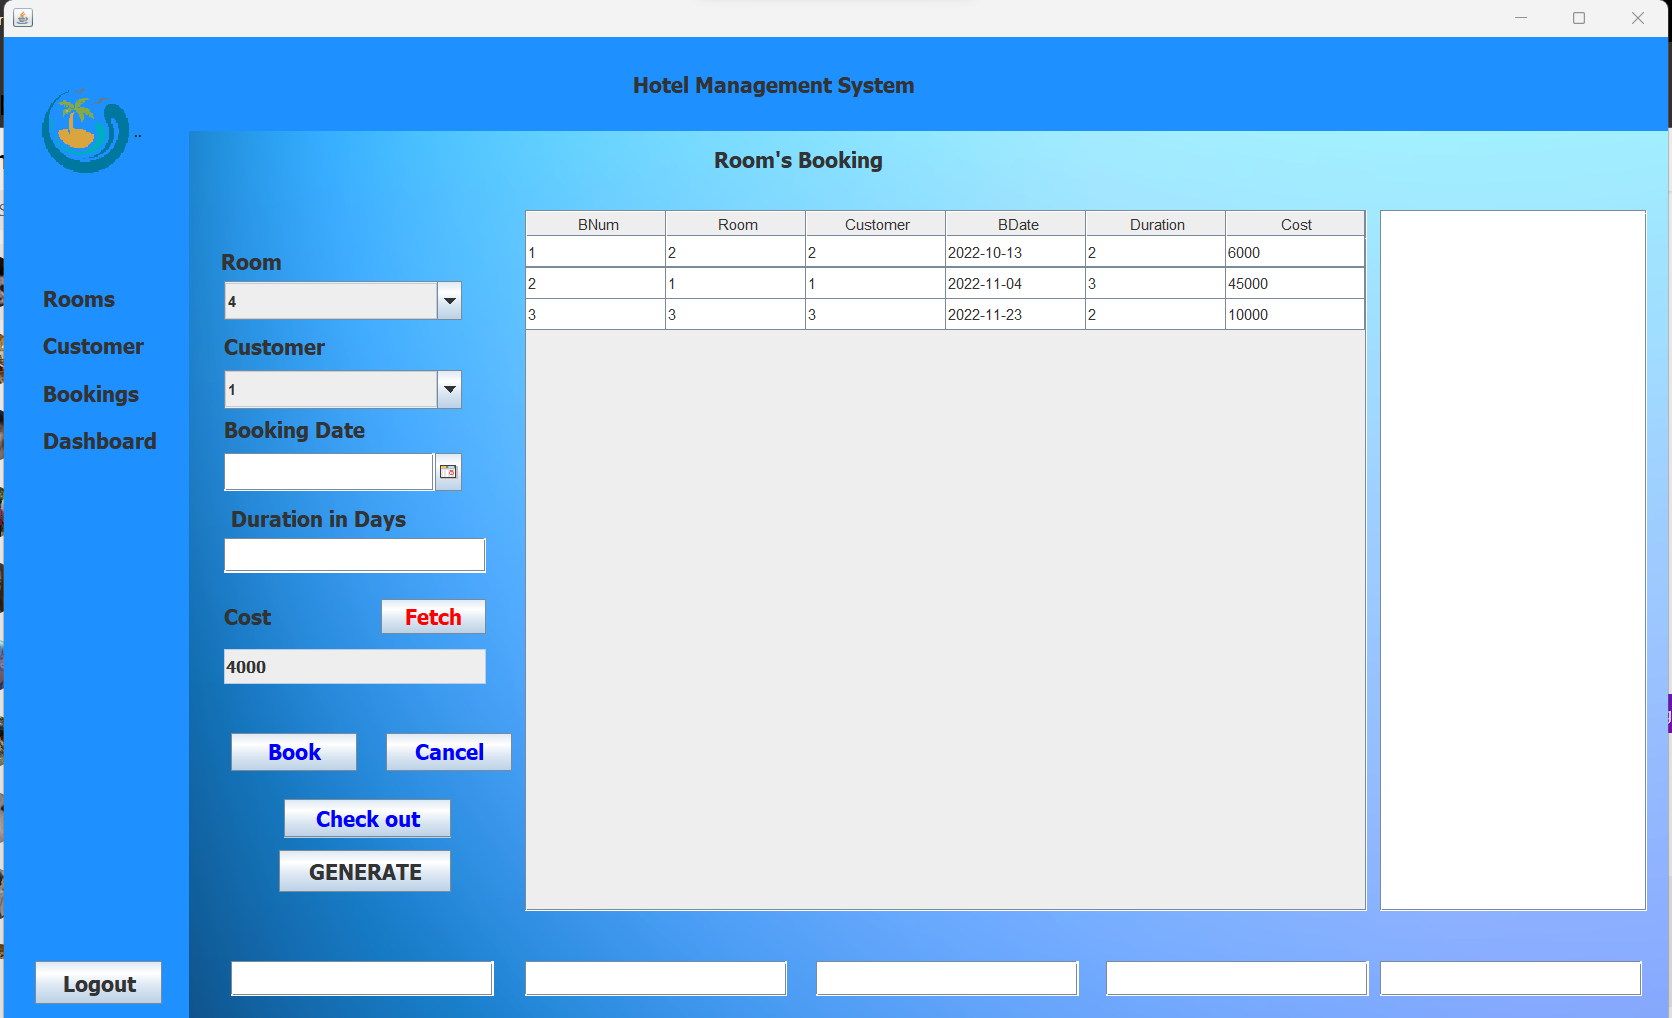 Hotel Management System
..
Room's Booking
Rooms
Customer
Bookings
Dashboard
Logout
Room
4
Customer
1
Booking Date
Duration in Days
Cost
Fetch
4000
Book
Cancel
Check out
GENERATE
BNum Room Customer BDate Duration Cost
1 2 2 2022-10-13 2 6000
2 1 1 2022-11-04 3 45000
3 3 3 2022-11-23 2 10000